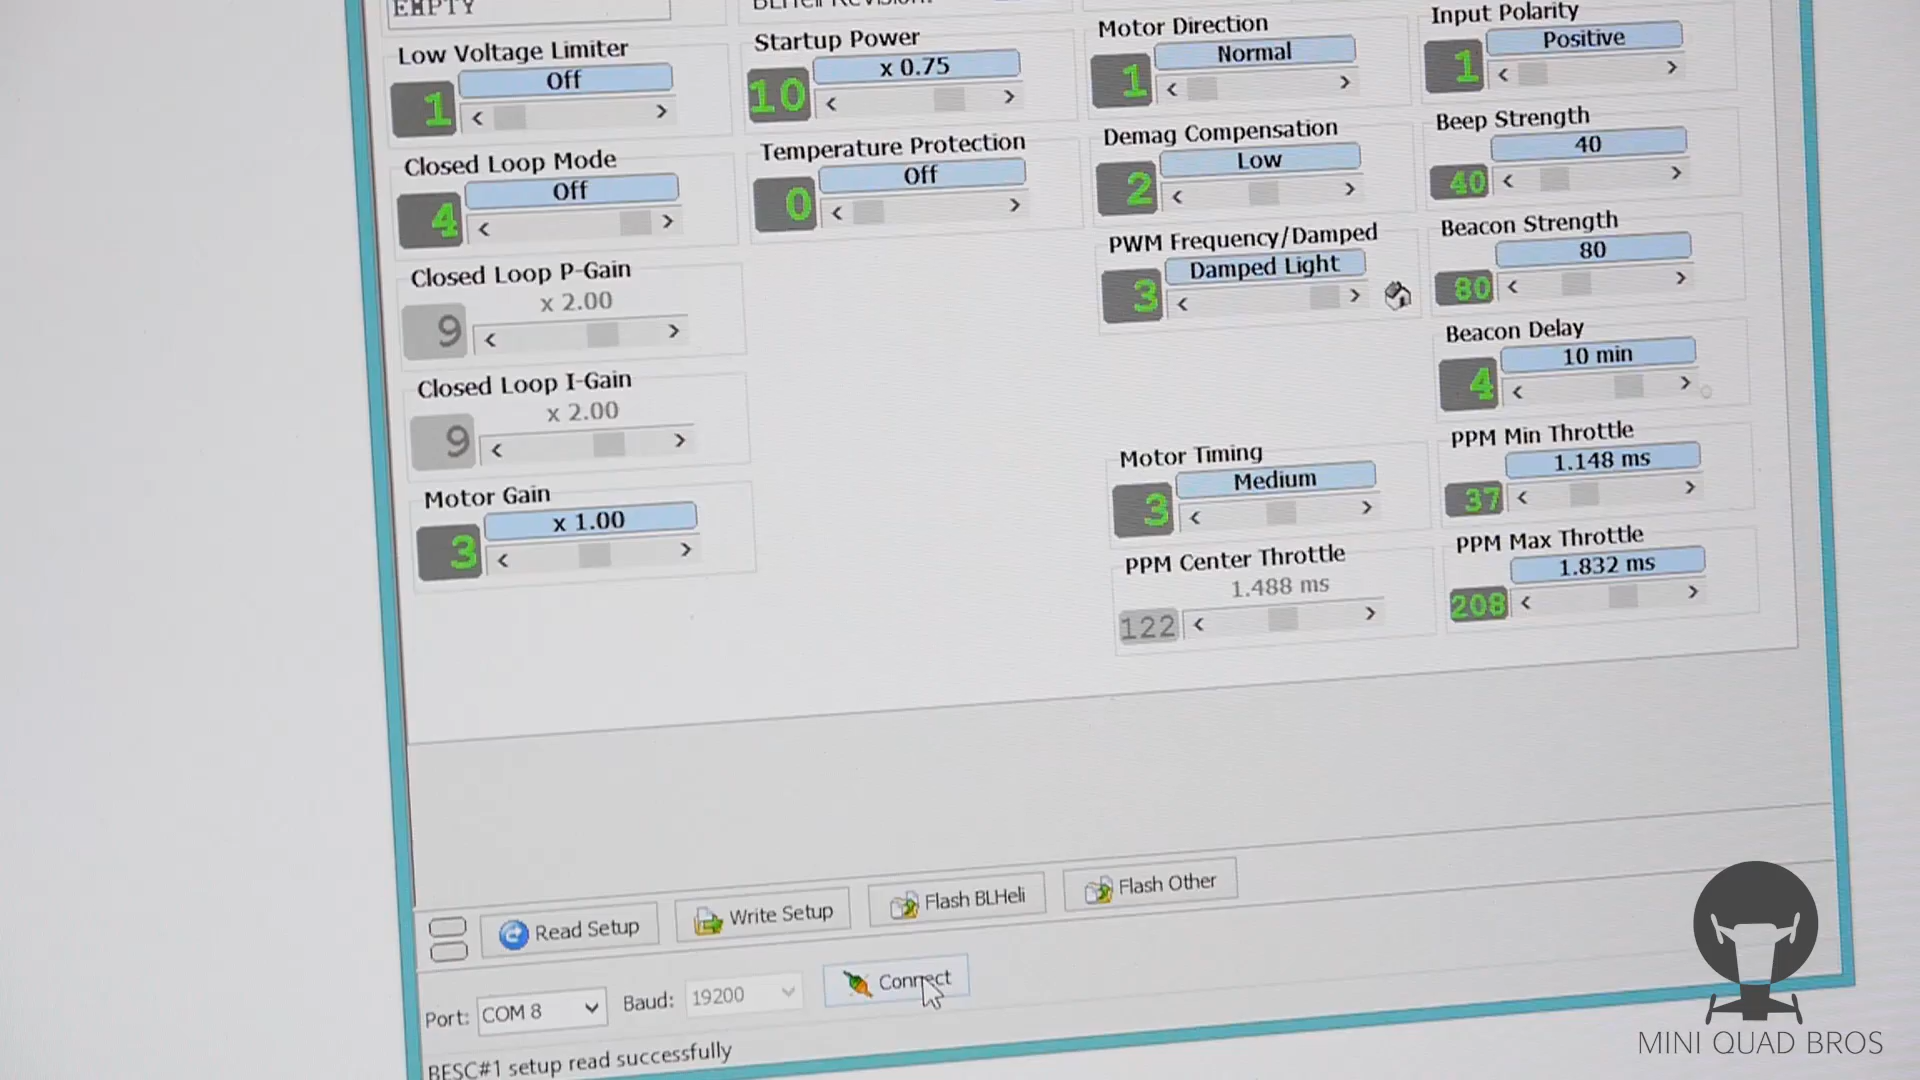 EMPTY
BLHeli Revision:
Low Voltage Limiter
Off
1
Startup Power
x 0.75
10
Motor Direction
Normal
1
Input Polarity
Positive
1
Closed Loop Mode
Off
4
Temperature Protection
Off
0
Demag Compensation
Low
2
Beep Strength
40
40
Closed Loop P-Gain
x 2.00
9
PWM Frequency/Damped
Damped Light
3
Beacon Strength
80
80
Closed Loop I-Gain
x 2.00
9
Beacon Delay
10 min
4
Motor Gain
x 1.00
3
Motor Timing
Medium
3
PPM Min Throttle
1.148 ms
37
PPM Center Throttle
1.488 ms
122
PPM Max Throttle
1.832 ms
208
Read Setup
Write Setup
Flash BLHeli
Flash Other
Port: COM 8
Baud: 19200
Connect
BESC#1 setup read successfully
MINI QUAD BROS